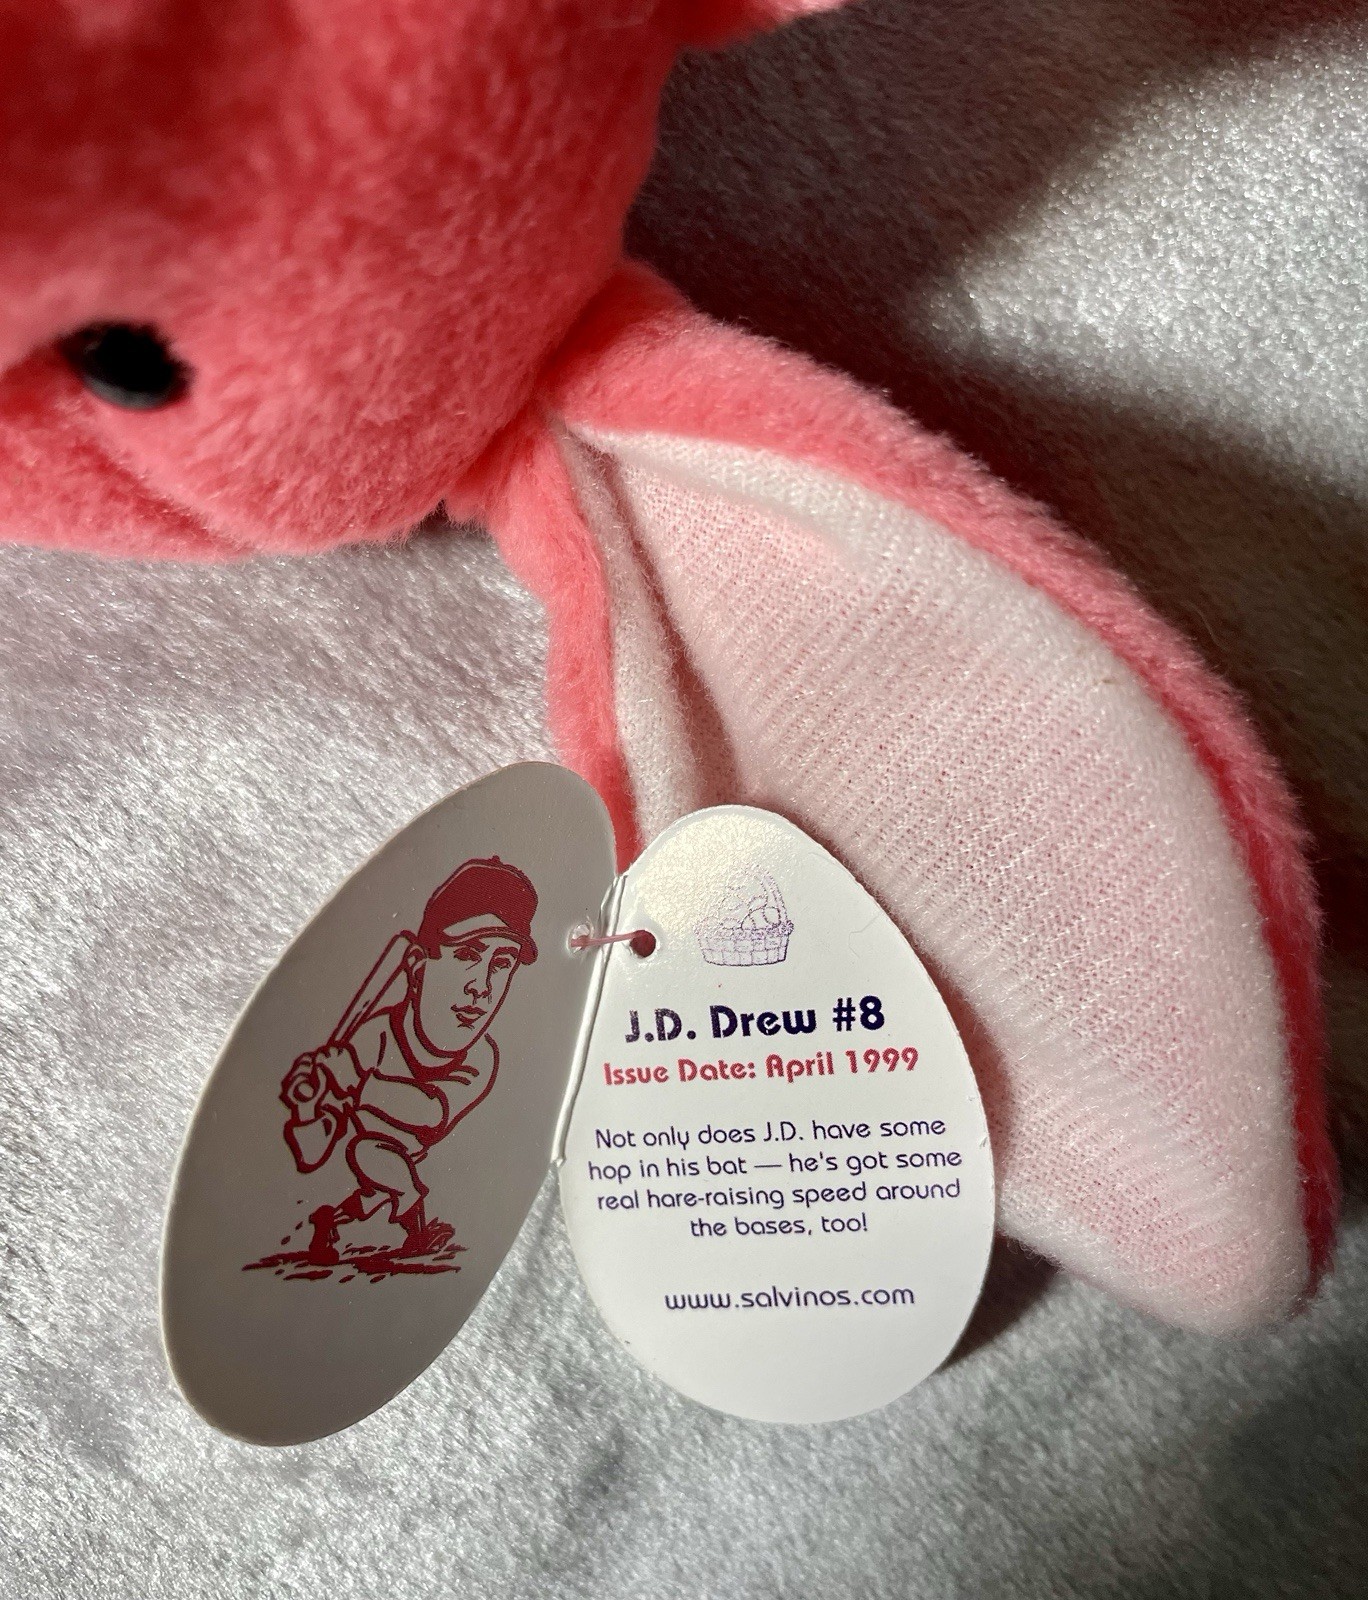 J.D. Drew #8
Issue Date: April 1999
Not only does J.D. have some
hop in his bat — he's got some
real hare-raising speed around
the bases, too!
www.salvinos.com